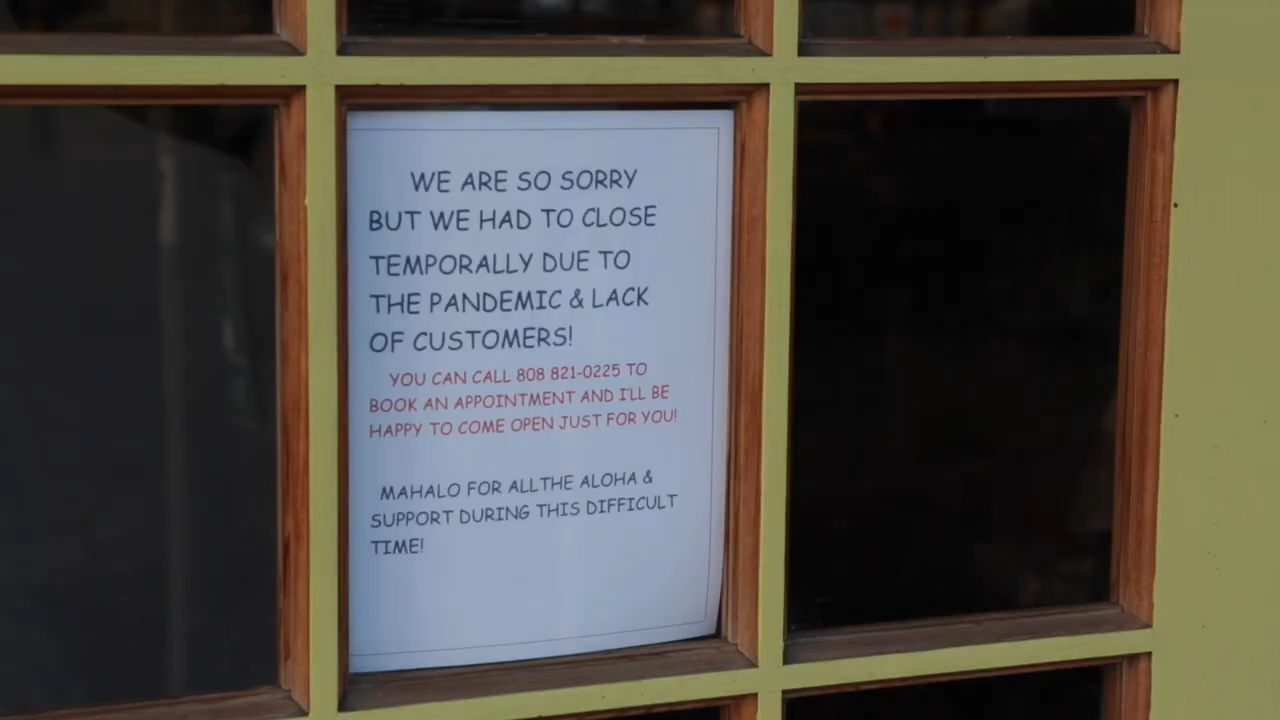 WE ARE SO SORRY
BUT WE HAD TO CLOSE
TEMPORALLY DUE TO
THE PANDEMIC & LACK
OF CUSTOMERS!
YOU CAN CALL 808 821-0225 TO
BOOK AN APPOINTMENT AND I'LL BE
HAPPY TO COME OPEN JUST FOR YOU!
MAHALO FOR ALLTHE ALOHA &
SUPPORT DURING THIS DIFFICULT
TIME!